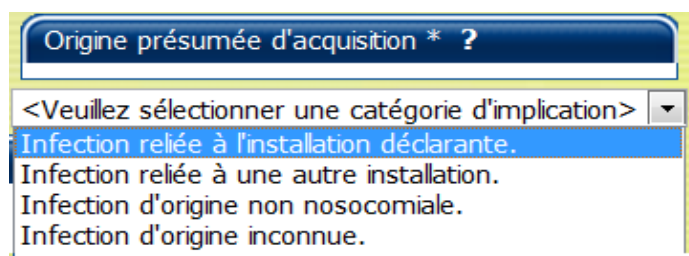 Origine présumée d'acquisition * ?
<Veuillez sélectionner une catégorie d'implication>
Infection reliée à l'installation déclarante.
Infection reliée à une autre installation.
Infection d'origine non nosocomiale.
Infection d'origine inconnue.